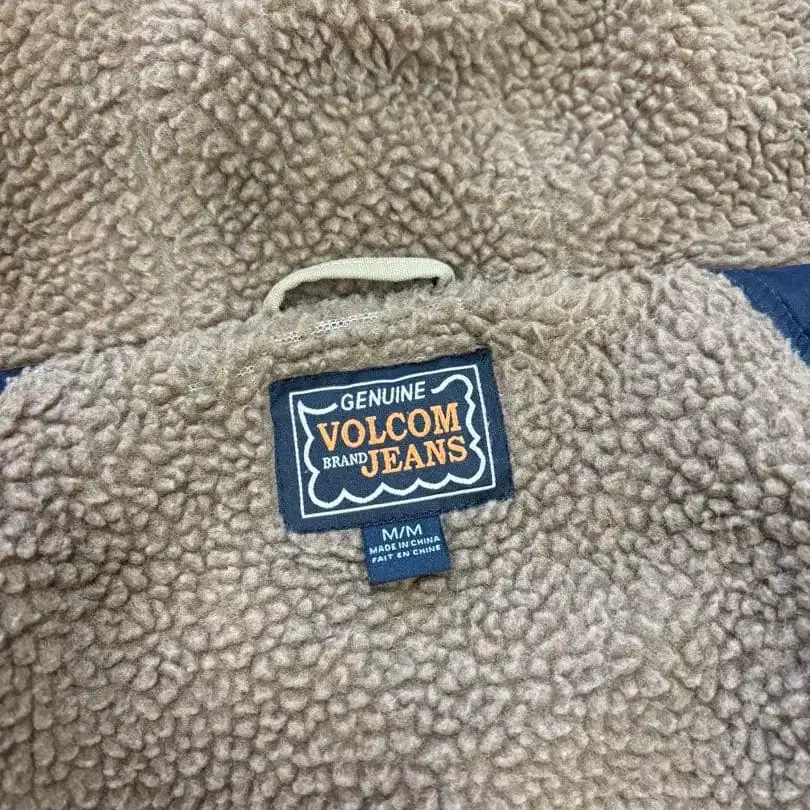 GENUINE
VOLCOM
BRAND JEANS
M/M
MADE IN CHINA
FAIT EN CHINE